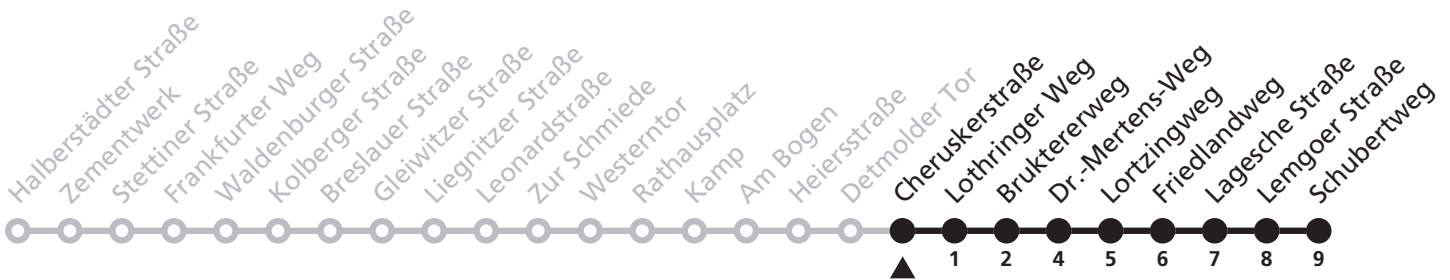 Halberstädter Straße
Zementwerk
Stettiner Straße
Frankfurter Weg
Waldenburger Straße
Kolberger Straße
Breslauer Straße
Gleiwitzer Straße
Liegnitzer Straße
Leonardstraße
Zur Schmiede
Westerntor
Rathausplatz
Kamp
Am Bogen
Heiersstraße
Detmolder Tor
Cheruskerstraße
Lothringer Weg
Bruktererweg
Dr.-Mertens-Weg
Lortzingweg
Friedlandweg
Lagesche Straße
Lemgoer Straße
Schubertweg
1 2 4 5 6 7 8 9